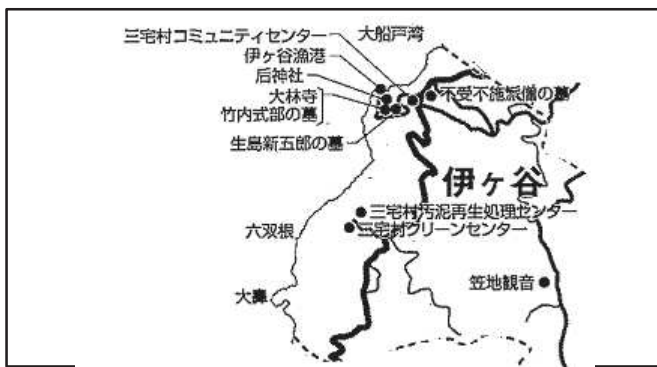 三宅村コミュニティセンター
大船戸湾
伊ヶ谷漁港
后神社
大林寺
竹内式部の墓
不受不施派僧の墓
生島新五郎の墓
伊ヶ谷
三宅村汚泥再生処理センター
三宅村クリーンセンター
六双根
大鼻
笠地観音